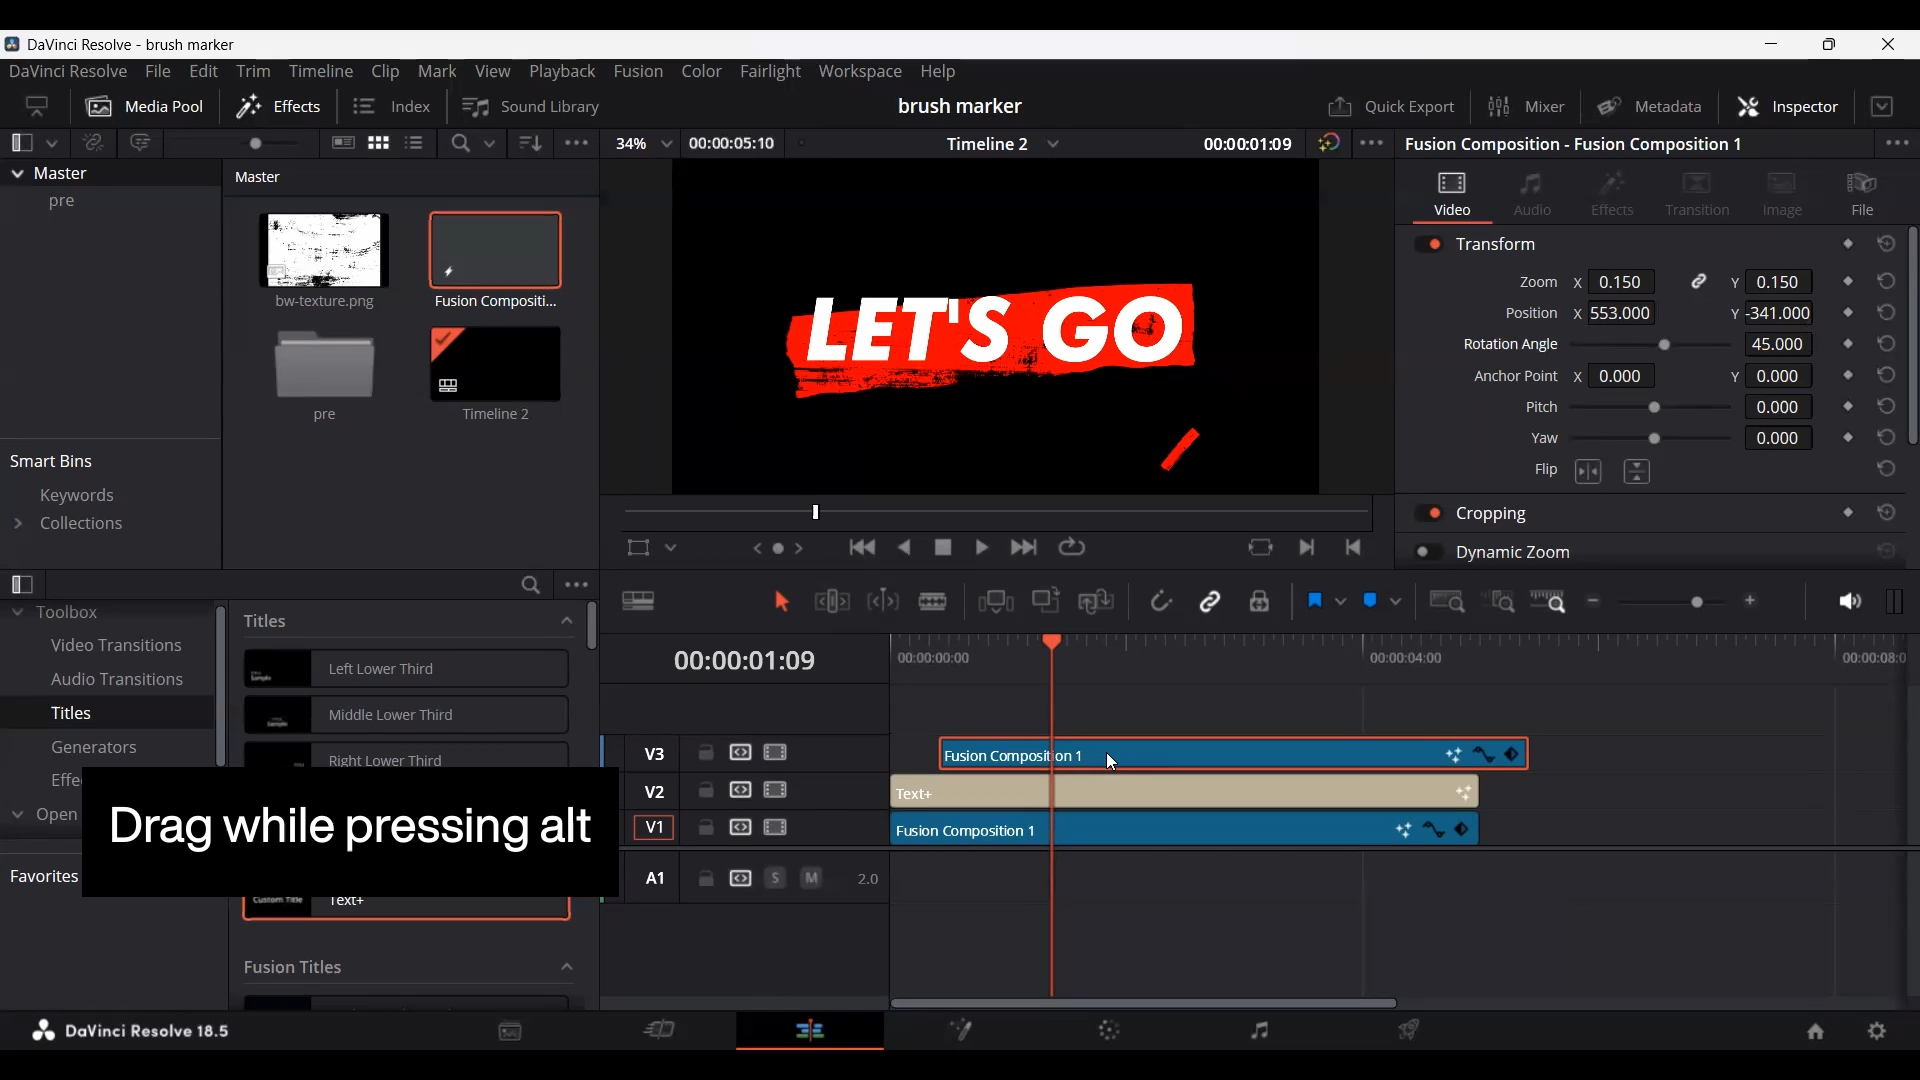 DaVinci Resolve - brush marker
DaVinci Resolve File Edit Trim Timeline Clip Mark View Playback Fusion Color Fairlight Workspace Help
Media Pool Effects Index Sound Library brush marker Quick Export Mixer Metadata Inspector
34% 00:00:05:10 Timeline 2 00:00:01:09 Fusion Composition - Fusion Composition 1
Master
pre
Master
bw-texture.png
Fusion Compositi...
pre
Timeline 2
Smart Bins
Keywords
Collections
LET'S GO
Video Audio Effects Transition Image File
Transform
Zoom X 0.150 Y 0.150
Position X 553.000 Y -341.000
Rotation Angle 45.000
Anchor Point X 0.000 Y 0.000
Pitch 0.000
Yaw 0.000
Flip
Cropping
Dynamic Zoom
Toolbox
Video Transitions
Audio Transitions
Titles
Generators
Effe
Open
Favorites
Titles
Left Lower Third
Middle Lower Third
Right Lower Third
Custom Title Text+
Fusion Titles
Drag while pressing alt
00:00:01:09
00:00:00:00 00:00:04:00 00:00:08:0
V3 Fusion Composition 1
V2 Text+
V1 Fusion Composition 1
A1 S M 2.0
DaVinci Resolve 18.5